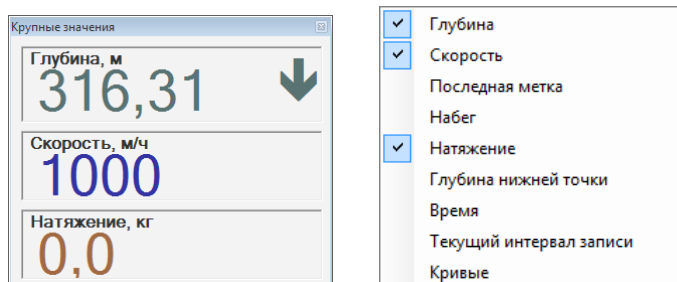 Крупные значения
Глубина, м
316,31
Скорость, м/ч
1000
Натяжение, кг
0,0
Глубина
Скорость
Последная метка
Набег
Натяжение
Глубина нижней точки
Время
Текущий интервал записи
Кривые